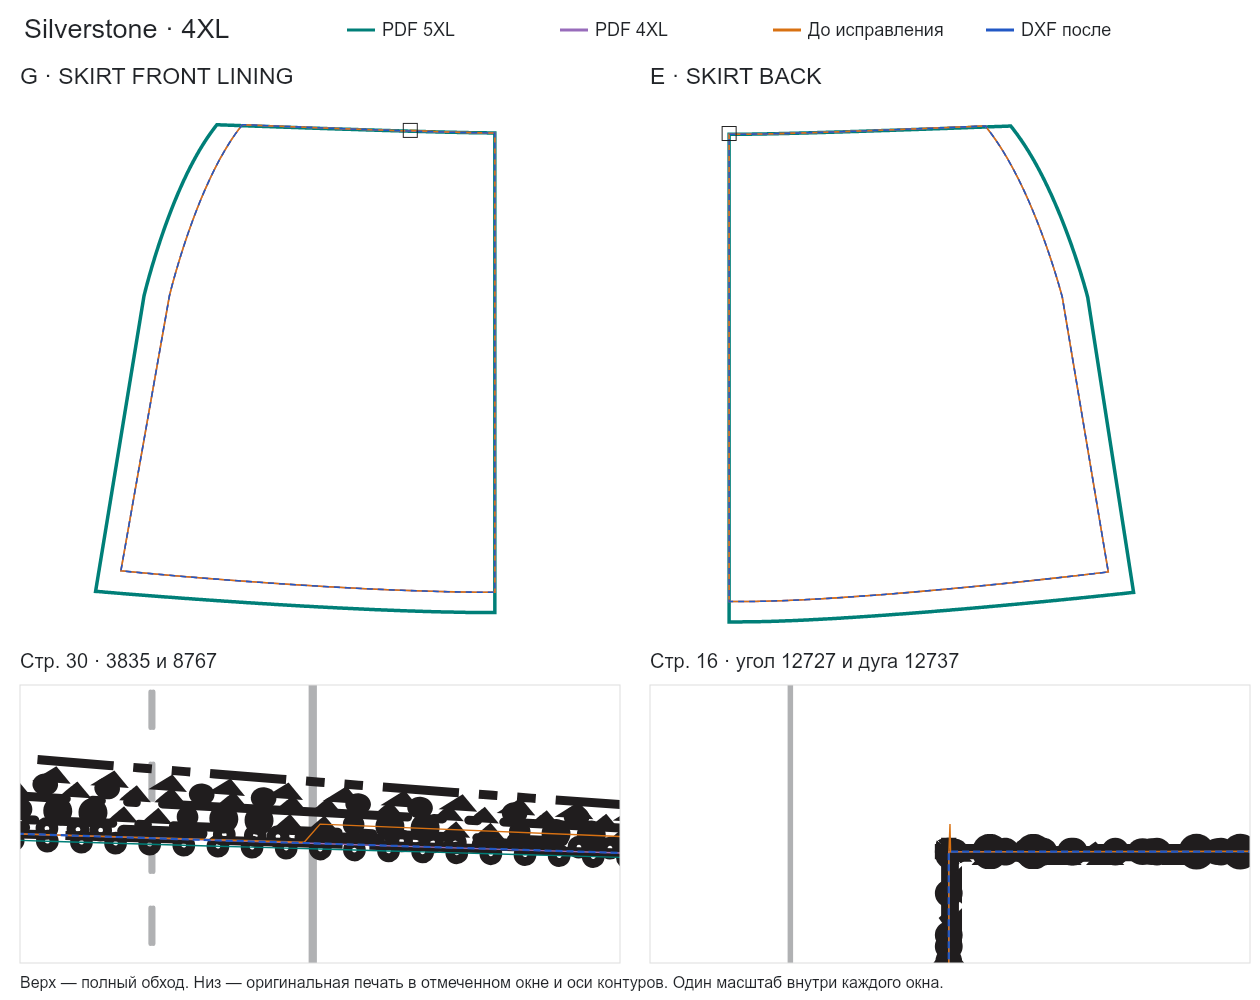 Silverstone · 4XL
PDF 5XL
PDF 4XL
До исправления
DXF после
G · SKIRT FRONT LINING
E · SKIRT BACK
Стр. 30 · 3835 и 8767
Стр. 16 · угол 12727 и дуга 12737
Верх — полный обход. Низ — оригинальная печать в отмеченном окне и оси контуров. Один масштаб внутри каждого окна.